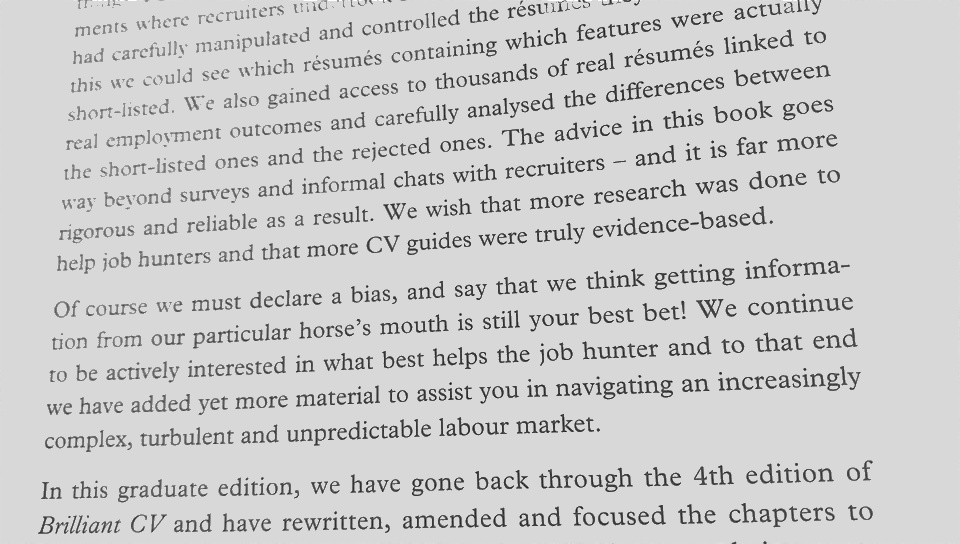 ments where recruiters
had carefully manipulated and controlled the résumés
this we could see which résumés containing which features were actually
short-listed. We also gained access to thousands of real résumés linked to
real employment outcomes and carefully analysed the differences between
the short-listed ones and the rejected ones. The advice in this book goes
way beyond surveys and informal chats with recruiters – and it is far more
rigorous and reliable as a result. We wish that more research was done to
help job hunters and that more CV guides were truly evidence-based.
Of course we must declare a bias, and say that we think getting informa-
tion from our particular horse's mouth is still your best bet! We continue
to be actively interested in what best helps the job hunter and to that end
we have added yet more material to assist you in navigating an increasingly
complex, turbulent and unpredictable labour market.
In this graduate edition, we have gone back through the 4th edition of
Brilliant CV and have rewritten, amended and focused the chapters to